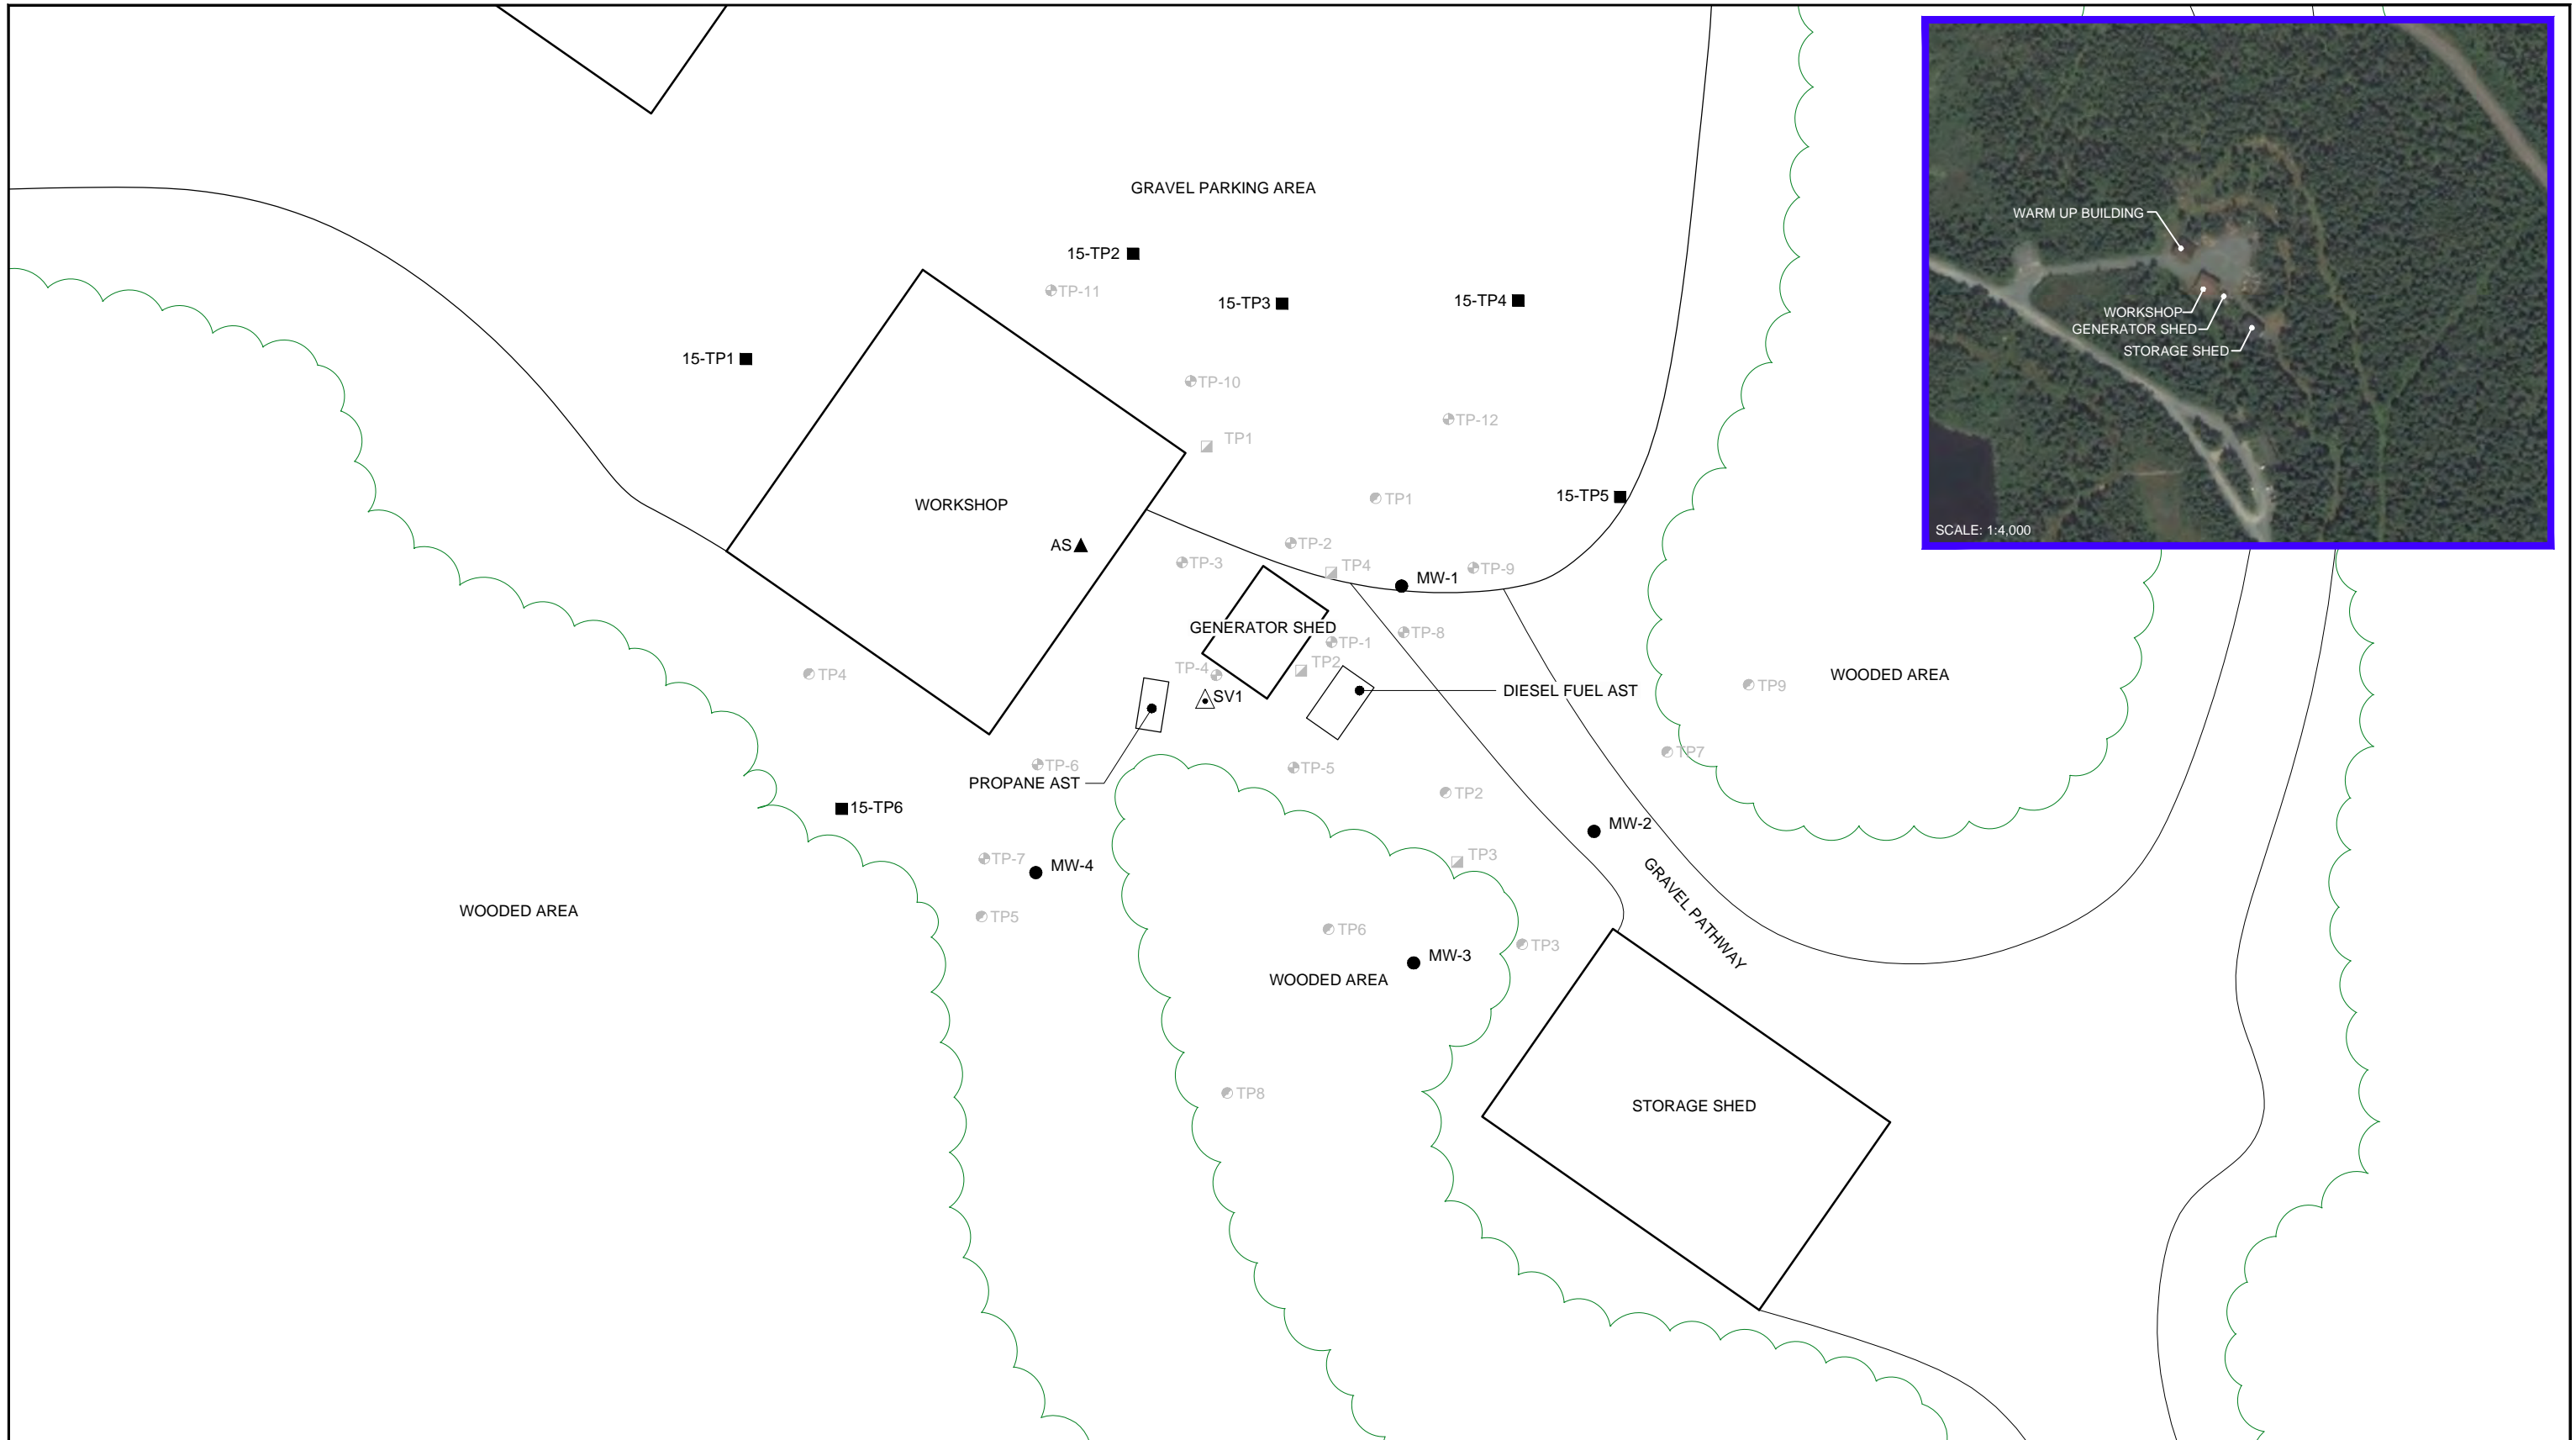 GRAVEL PARKING AREA
WARM UP BUILDING
15-TP2
TP-11
15-TP3
15-TP4
WORKSHOP
GENERATOR SHED
STORAGE SHED
15-TP1
TP-10
TP-12
TP1
WORKSHOP
TP1
15-TP5
SCALE: 1:4,000
AS
TP-2
TP-3
TP4
TP-9
MW-1
GENERATOR SHED
TP-8
TP-1
TP-4
TP2
TP4
SV1
DIESEL FUEL AST
TP9
WOODED AREA
TP7
TP-6
PROPANE AST
TP-5
TP2
15-TP6
MW-2
TP-7
MW-4
TP3
GRAVEL PATHWAY
WOODED AREA
TP5
TP6
TP3
MW-3
WOODED AREA
TP8
STORAGE SHED